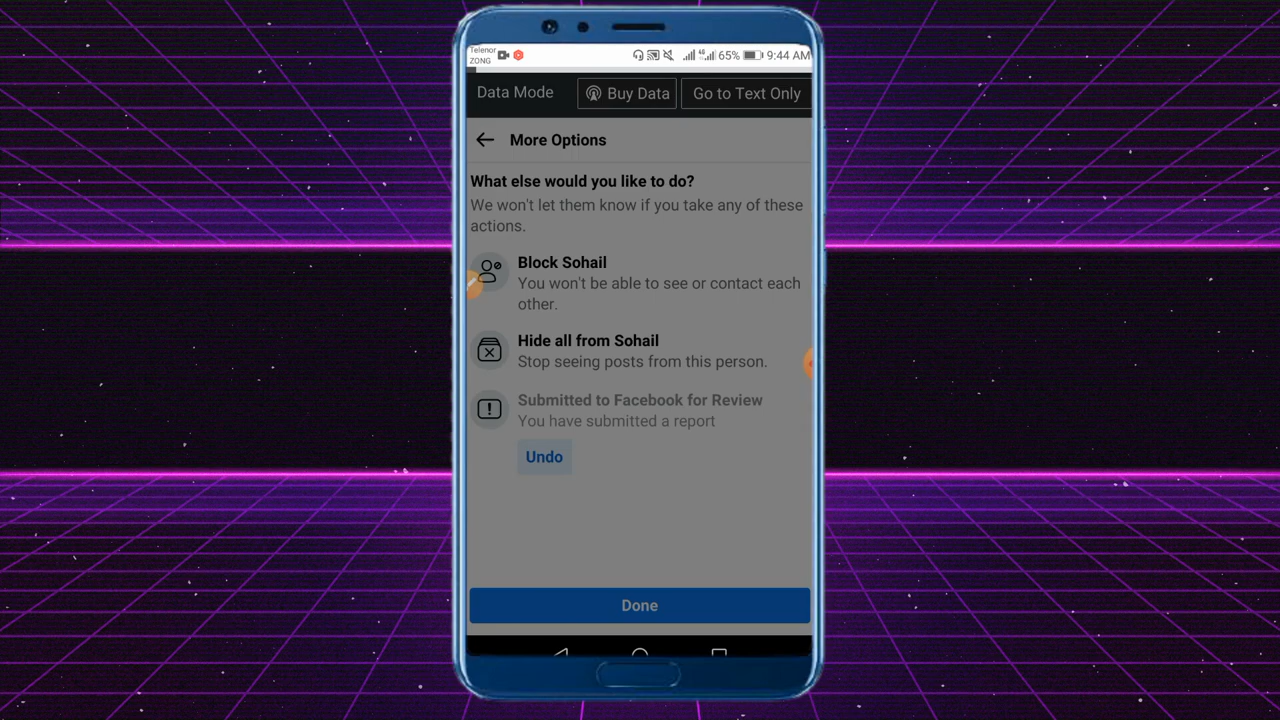 Telenor
ZONG
4G
65%
9:44 AM
Data Mode
Buy Data
Go to Text Only
More Options
What else would you like to do?
We won't let them know if you take any of these
actions.
Block Sohail
You won't be able to see or contact each
other.
Hide all from Sohail
Stop seeing posts from this person.
Submitted to Facebook for Review
You have submitted a report
Undo
Done